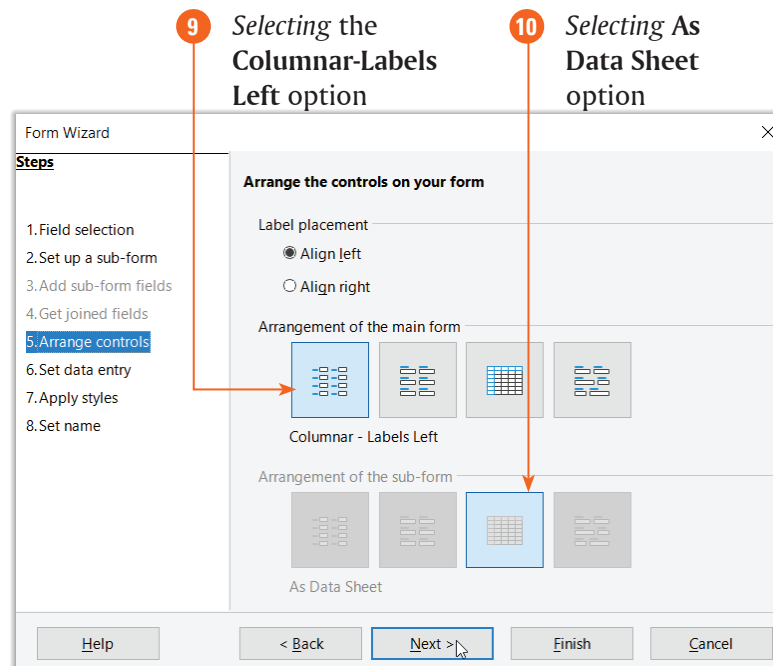 9 Selecting the
Columnar-Labels
Left option
10 Selecting As
Data Sheet
option
Form Wizard
Steps
1. Field selection
2. Set up a sub-form
3. Add sub-form fields
4. Get joined fields
5. Arrange controls
6. Set data entry
7. Apply styles
8. Set name
Arrange the controls on your form
Label placement
Align left
Align right
Arrangement of the main form
Columnar - Labels Left
Arrangement of the sub-form
As Data Sheet
Help
< Back
Next >
Finish
Cancel